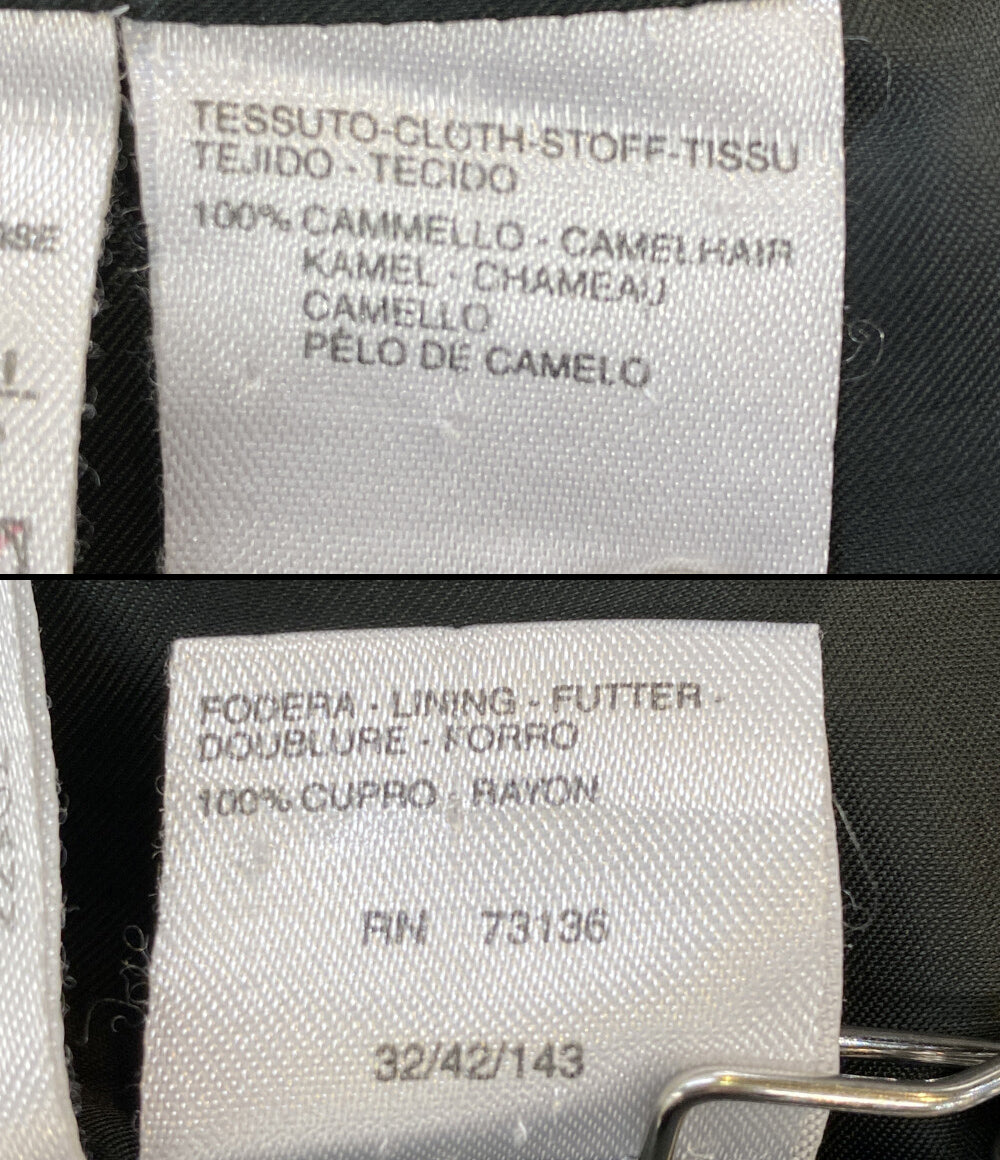 TESSUTO-CLOTH-STOFF-TISSU
TEJIDO - TECIDO
100% CAMMELLO - CAMELHAIR
KAMEL - CHAMEAU
CAMELLO
PÊLO DE CAMELO
FODERA - LINING - FUTTER -
DOUBLURE - FORRO
100% CUPRO - RAYON
RN 73136
32/42/143